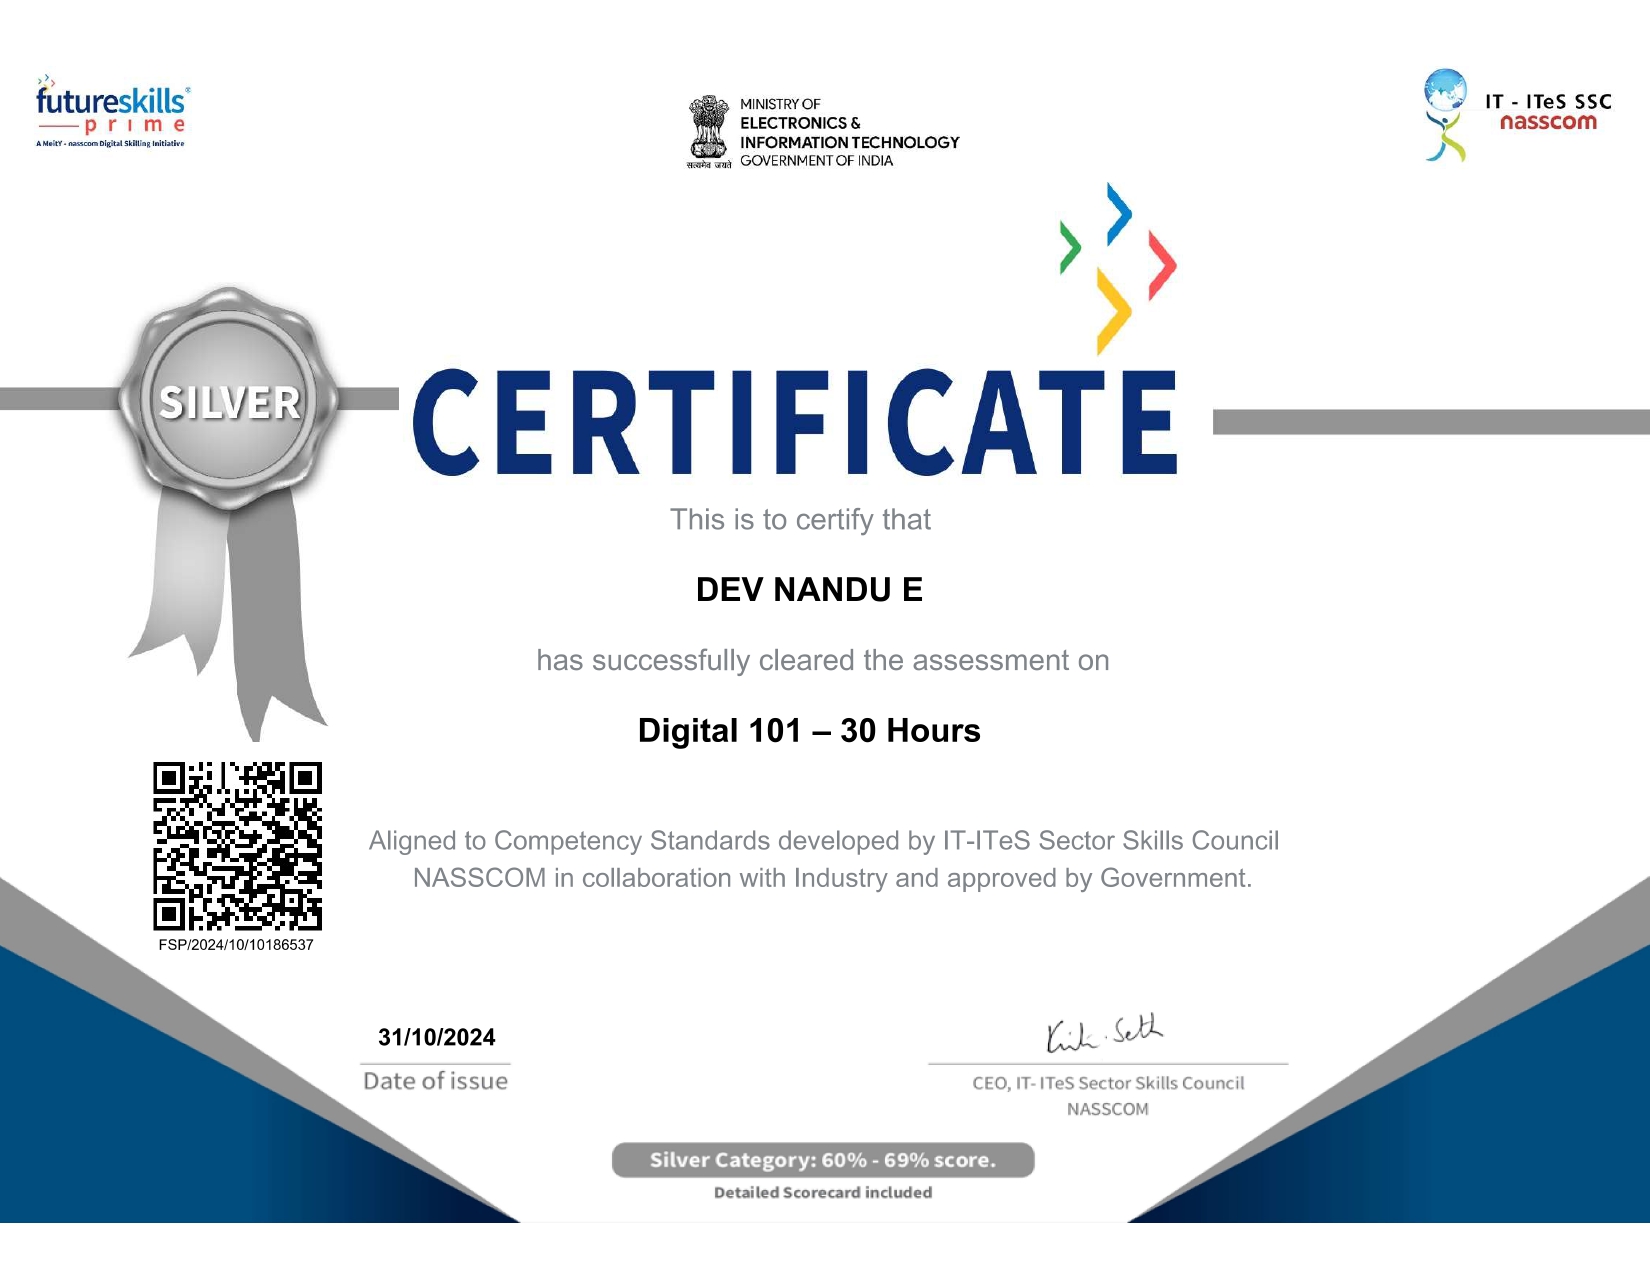 futureskills®
prime
A MeitY - nasscom Digital Skilling Initiative
MINISTRY OF
ELECTRONICS &
INFORMATION TECHNOLOGY
GOVERNMENT OF INDIA
सत्यमेव जयते
IT - ITeS SSC
nasscom
SILVER
CERTIFICATE
This is to certify that
DEV NANDU E
has successfully cleared the assessment on
Digital 101 – 30 Hours
Aligned to Competency Standards developed by IT-ITeS Sector Skills Council
NASSCOM in collaboration with Industry and approved by Government.
FSP/2024/10/10186537
31/10/2024
Date of issue
Kirti Seth
CEO, IT- ITeS Sector Skills Council
NASSCOM
Silver Category: 60% - 69% score.
Detailed Scorecard included